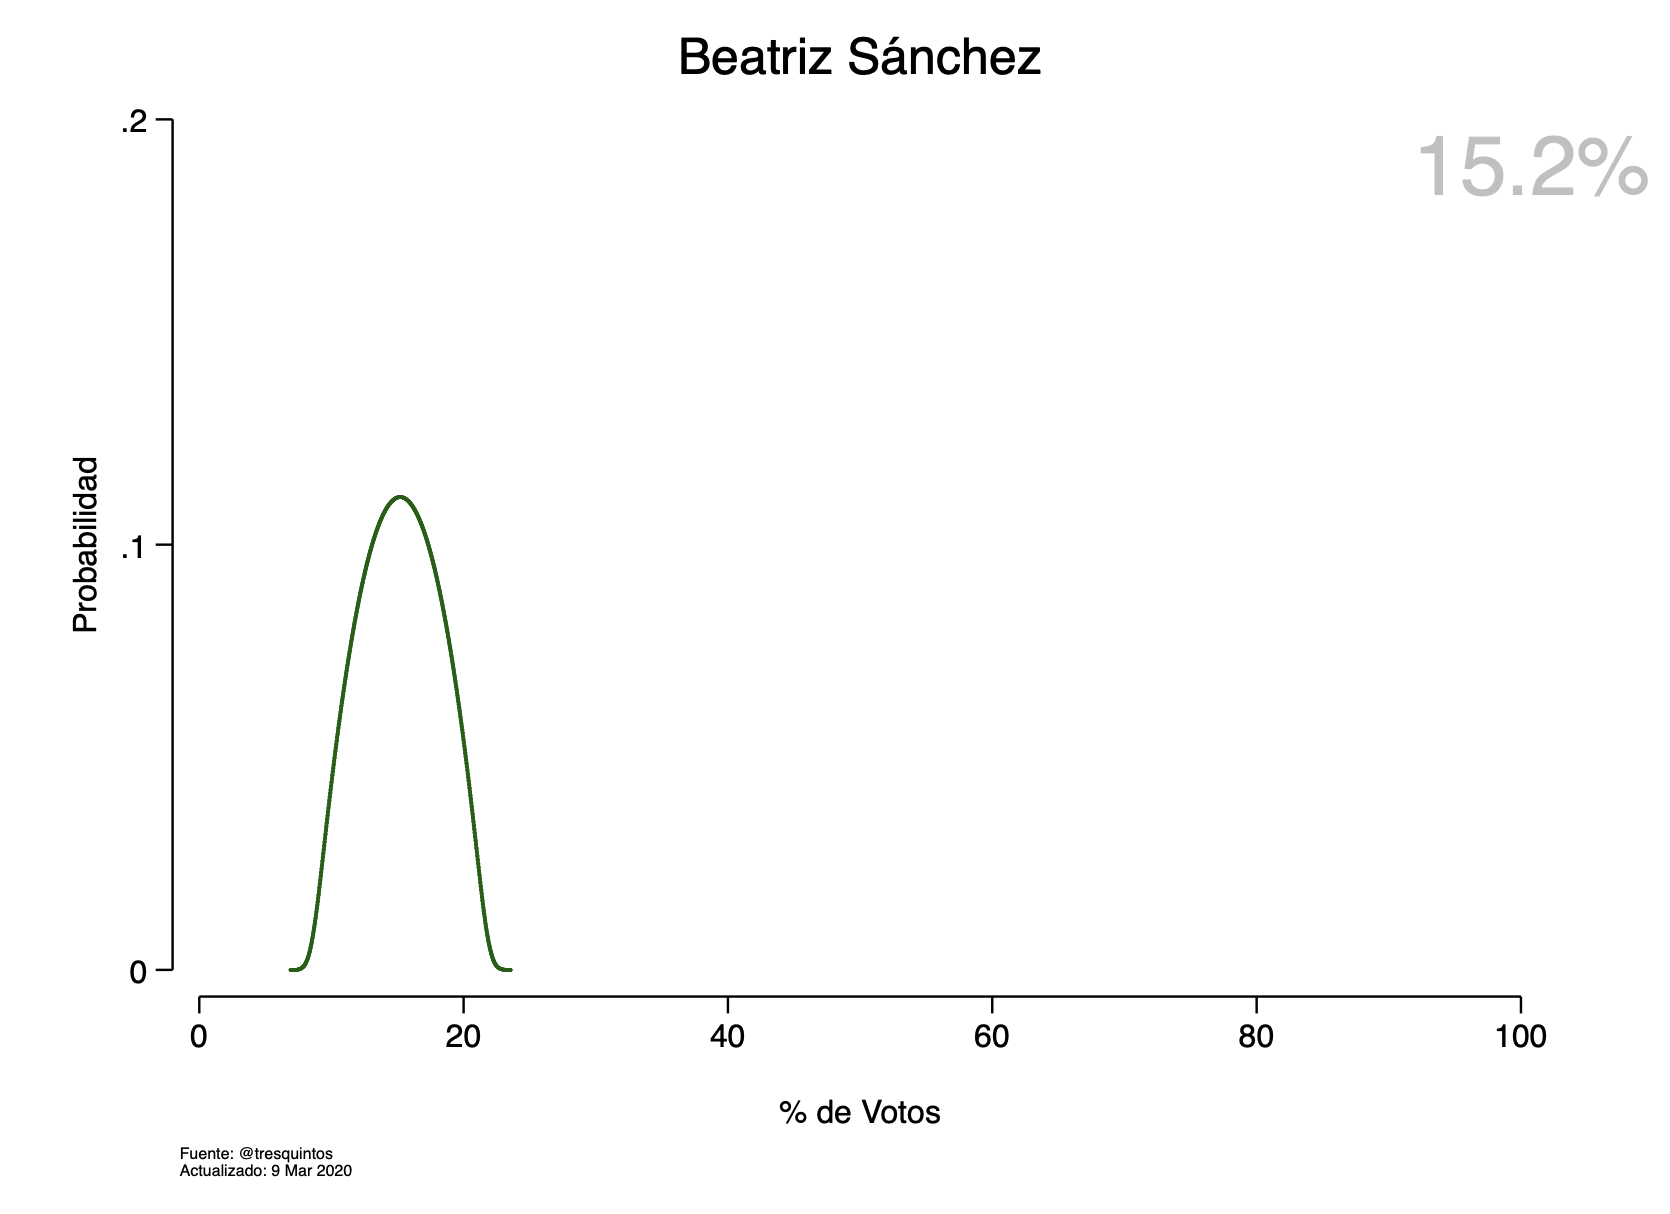 Beatriz Sánchez
15.2%
.2
.1
0
Probabilidad
0 20 40 60 80 100
% de Votos
Fuente: @tresquintos
Actualizado: 9 Mar 2020